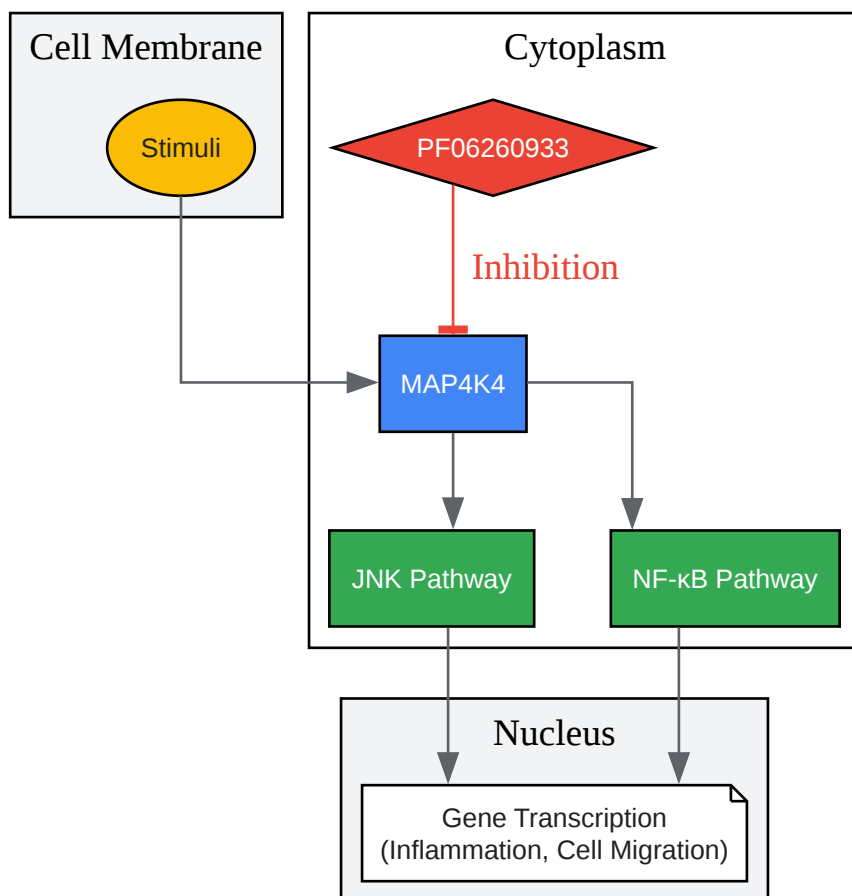 Cell Membrane
Cytoplasm
Stimuli
PF06260933
Inhibition
MAP4K4
JNK Pathway
NF-κB Pathway
Nucleus
Gene Transcription
(Inflammation, Cell Migration)